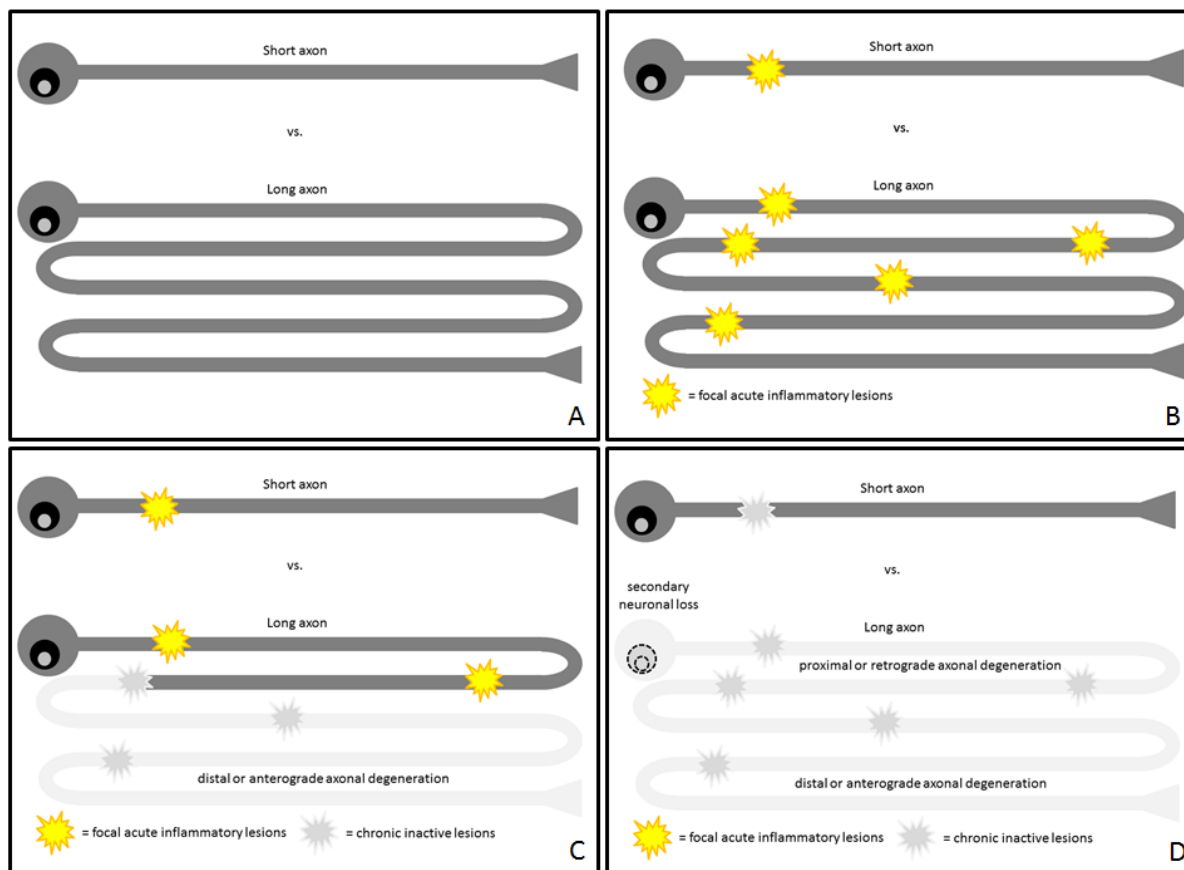 Short axon
vs.
Long axon
A
Short axon
vs.
Long axon
= focal acute inflammatory lesions
B
Short axon
vs.
Long axon
distal or anterograde axonal degeneration
= focal acute inflammatory lesions
= chronic inactive lesions
C
Short axon
vs.
secondary
neuronal loss
Long axon
proximal or retrograde axonal degeneration
distal or anterograde axonal degeneration
= focal acute inflammatory lesions
= chronic inactive lesions
D